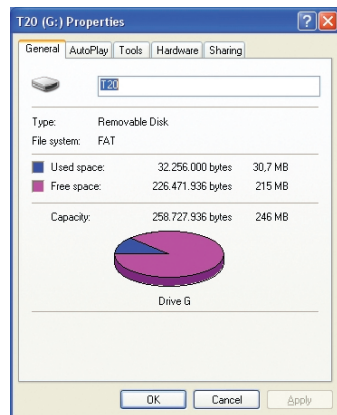 T20 (G:) Properties
General AutoPlay Tools Hardware Sharing
T20
Type: Removable Disk
File system: FAT
Used space: 32.256.000 bytes 30,7 MB
Free space: 226.471.936 bytes 215 MB
Capacity: 258.727.936 bytes 246 MB
Drive G
OK Cancel Apply